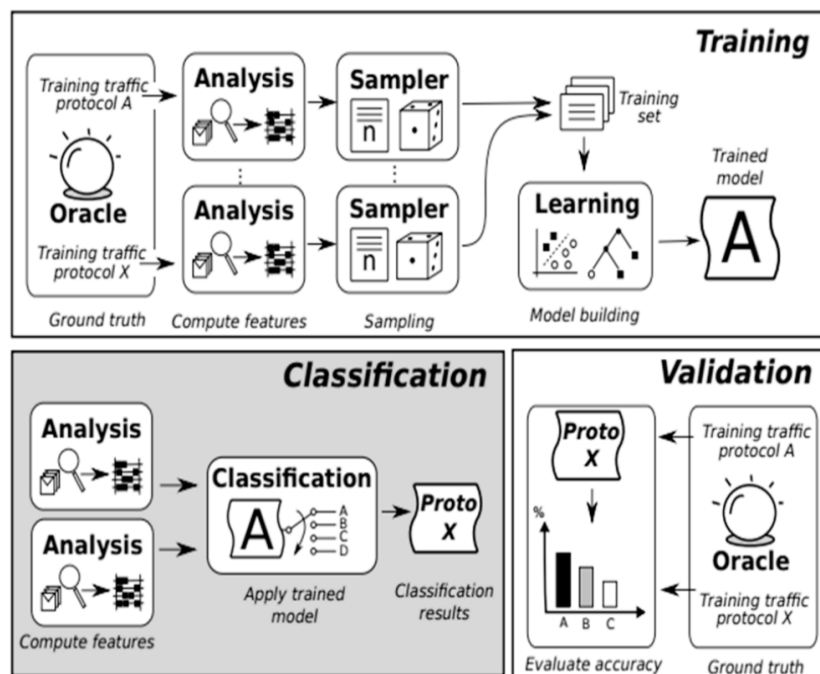 Training
Training traffic
protocol A
Oracle
Training traffic
protocol X
Ground truth
Analysis
Analysis
Compute features
Sampler
n
Sampler
n
Sampling
Training
set
Learning
Model building
Trained
model
A
Classification
Analysis
Analysis
Compute features
Classification
A
A
B
C
D
Apply trained
model
Proto
X
Classification
results
Validation
Proto
X
%
A B C
Evaluate accuracy
Training traffic
protocol A
Oracle
Training traffic
protocol X
Ground truth